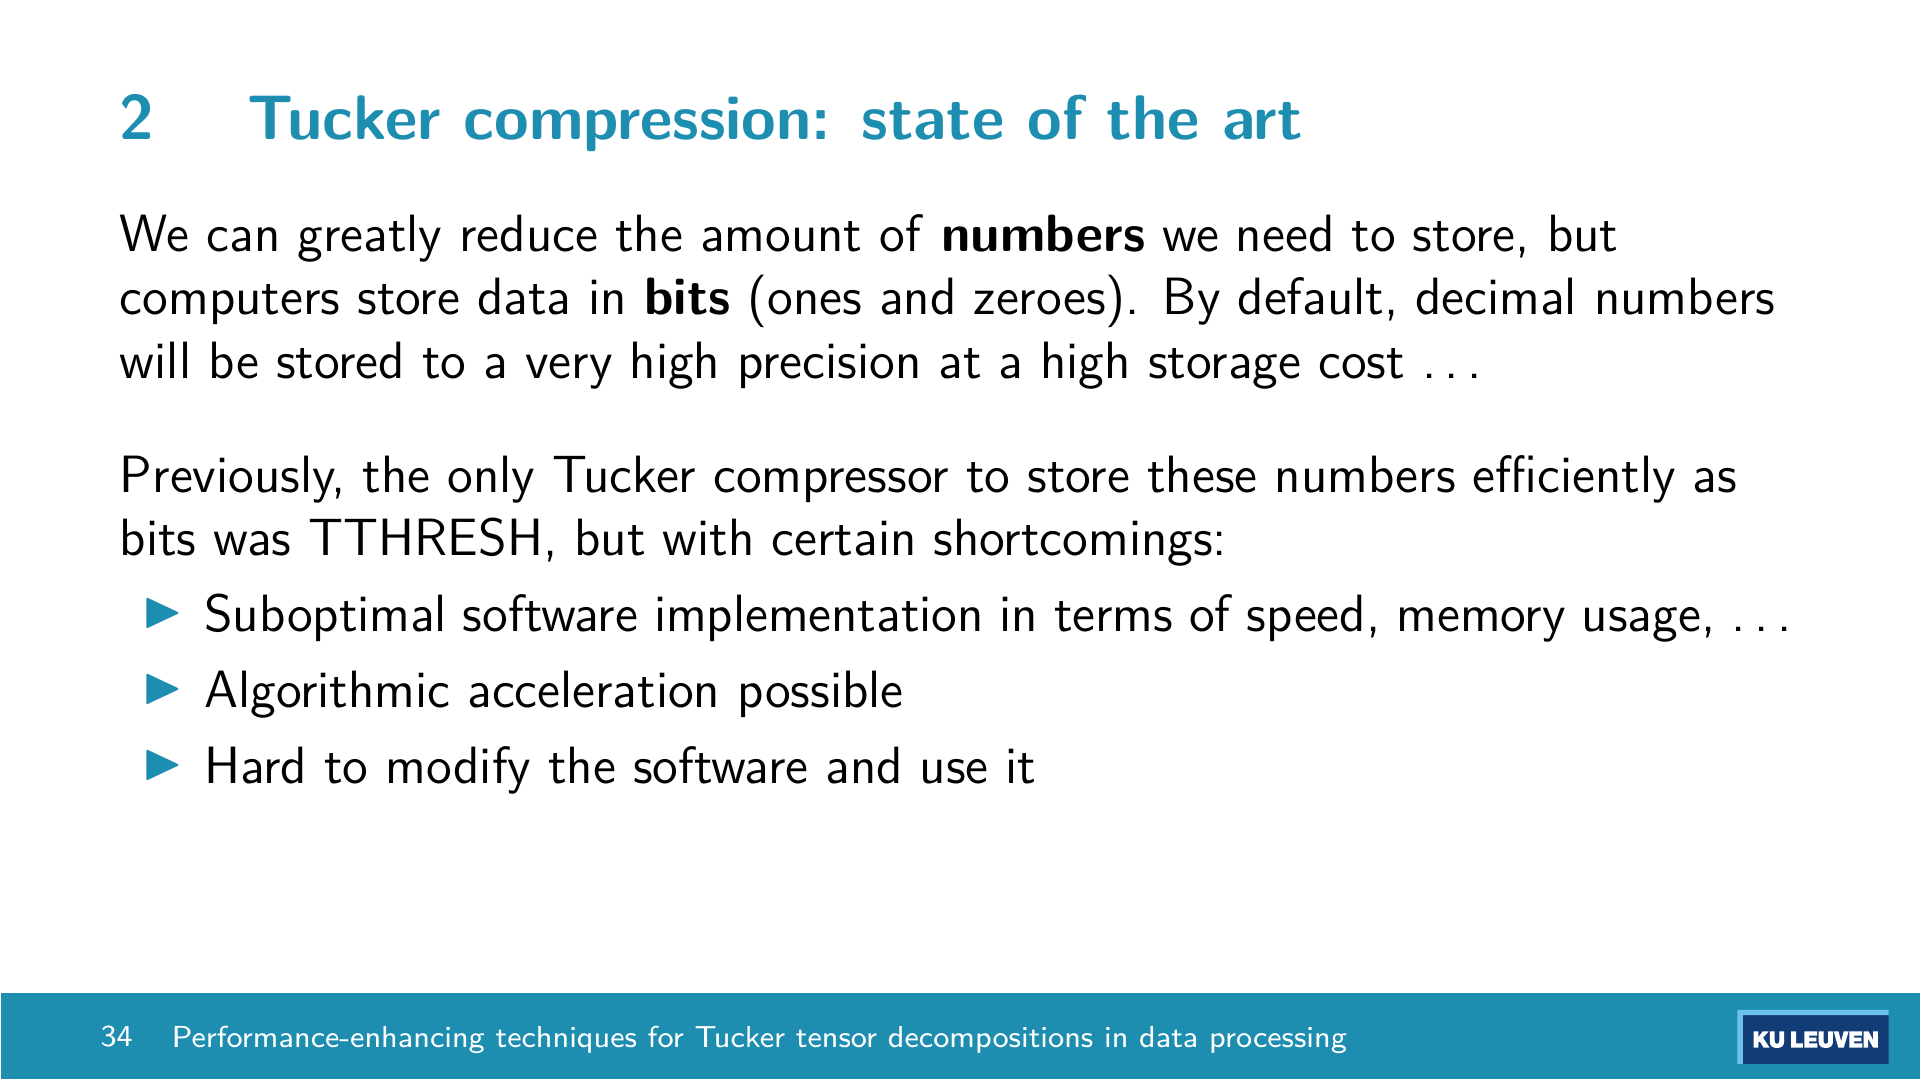 2 Tucker compression: state of the art
We can greatly reduce the amount of numbers we need to store, but
computers store data in bits (ones and zeroes). By default, decimal numbers
will be stored to a very high precision at a high storage cost . . .
Previously, the only Tucker compressor to store these numbers efficiently as
bits was TTHRESH, but with certain shortcomings:
▶ Suboptimal software implementation in terms of speed, memory usage, . . .
▶ Algorithmic acceleration possible
▶ Hard to modify the software and use it
34 Performance-enhancing techniques for Tucker tensor decompositions in data processing
KU LEUVEN